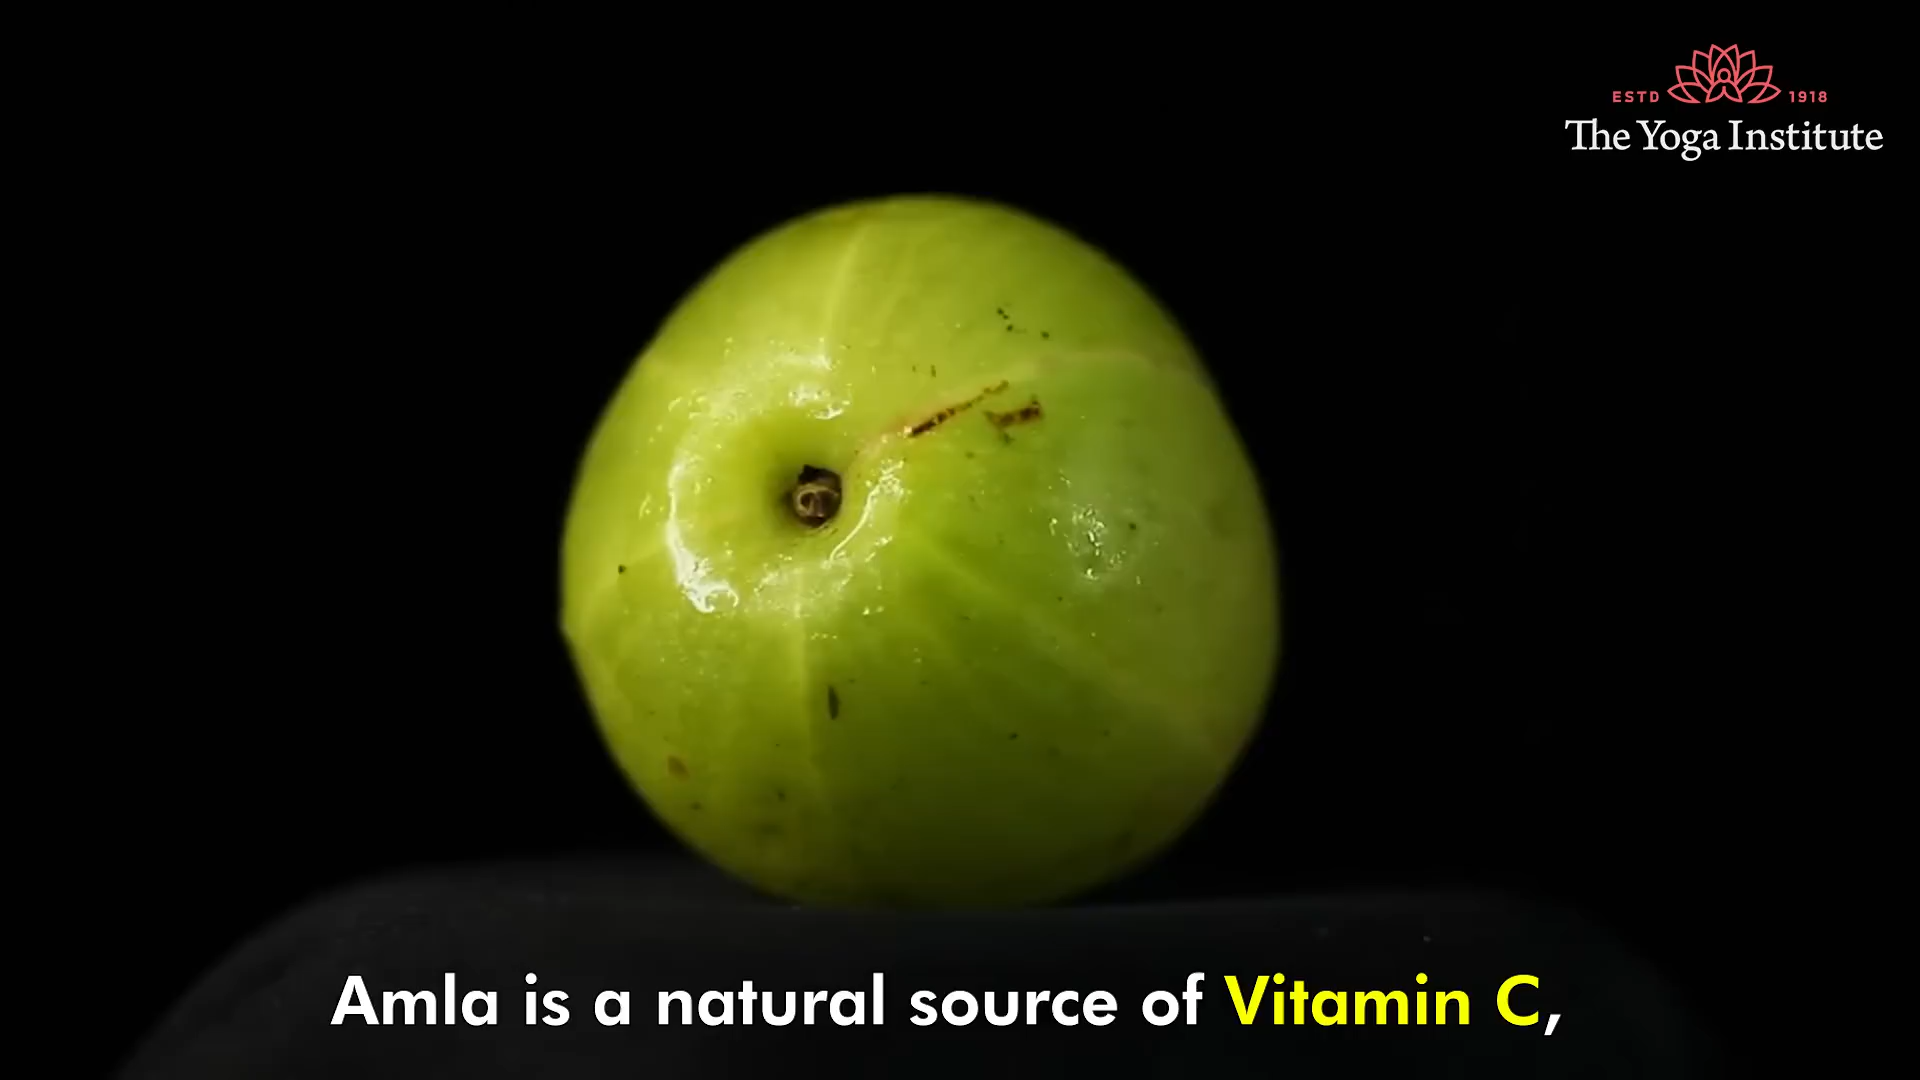 ESTD 1918
The Yoga Institute
Amla is a natural source of Vitamin C,